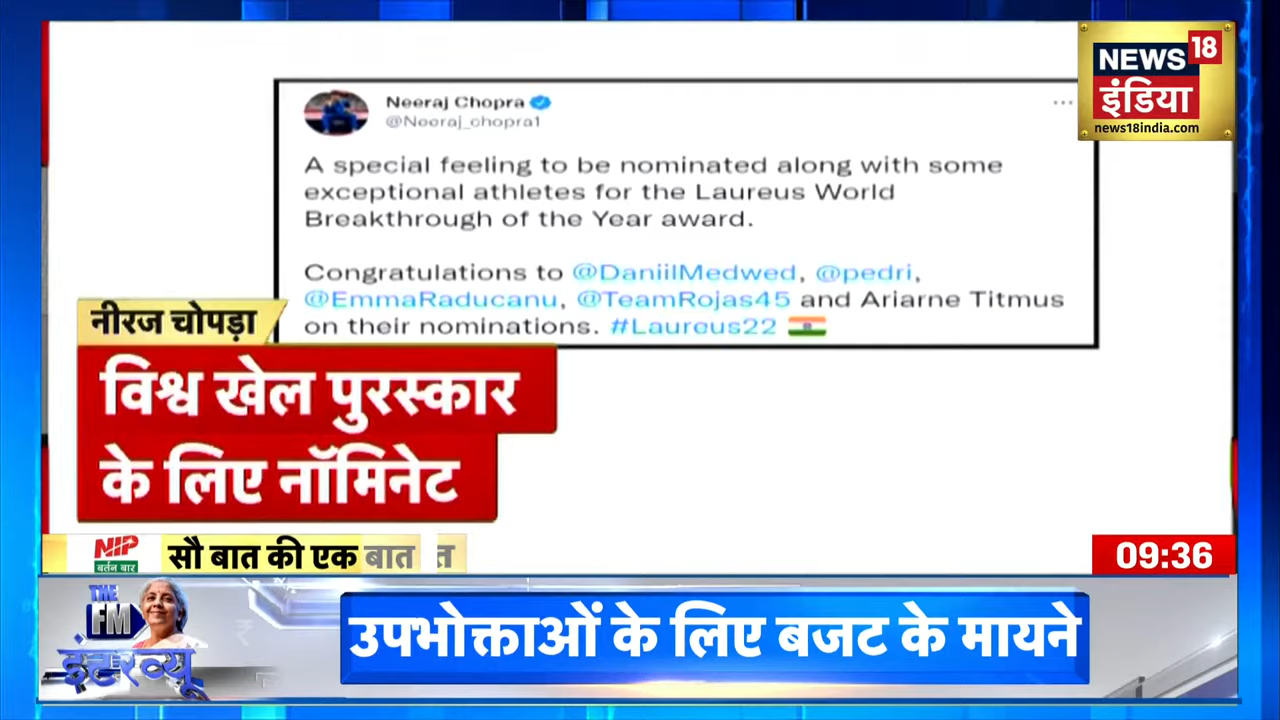 NEWS 18
इंडिया
news18india.com
Neeraj Chopra
@Neeraj_chopra1
A special feeling to be nominated along with some
exceptional athletes for the Laureus World
Breakthrough of the Year award.
Congratulations to @DaniilMedwed, @pedri,
@EmmaRaducanu, @TeamRojas45 and Ariarne Titmus
on their nominations. #Laureus22
नीरज चोपड़ा
विश्व खेल पुरस्कार
के लिए नॉमिनेट
NIP
बर्तन बार
सौ बात की एक बात त
09:36
THE
FM
इंटरव्यू
उपभोक्ताओं के लिए बजट के मायने